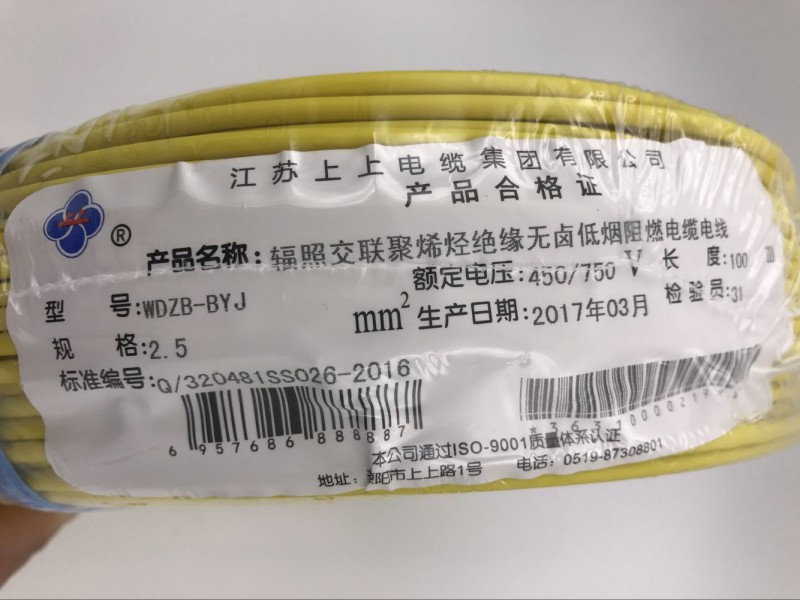 江苏上上电缆集团有限公司
产品合格证
®
产品名称: 辐照交联聚烯烃绝缘无卤低烟阻燃电缆电线
型 号:WDZB-BYJ 额定电压:450/750 V 长 度:100 m
规 格:2.5 mm² 生产日期:2017年03月 检验员:31
标准编号:Q/320481SS026-2016
6 957686 888887
本公司通过ISO-9001质量体系认证
地址: 阳市上上路1号 电话: 0519-87308801